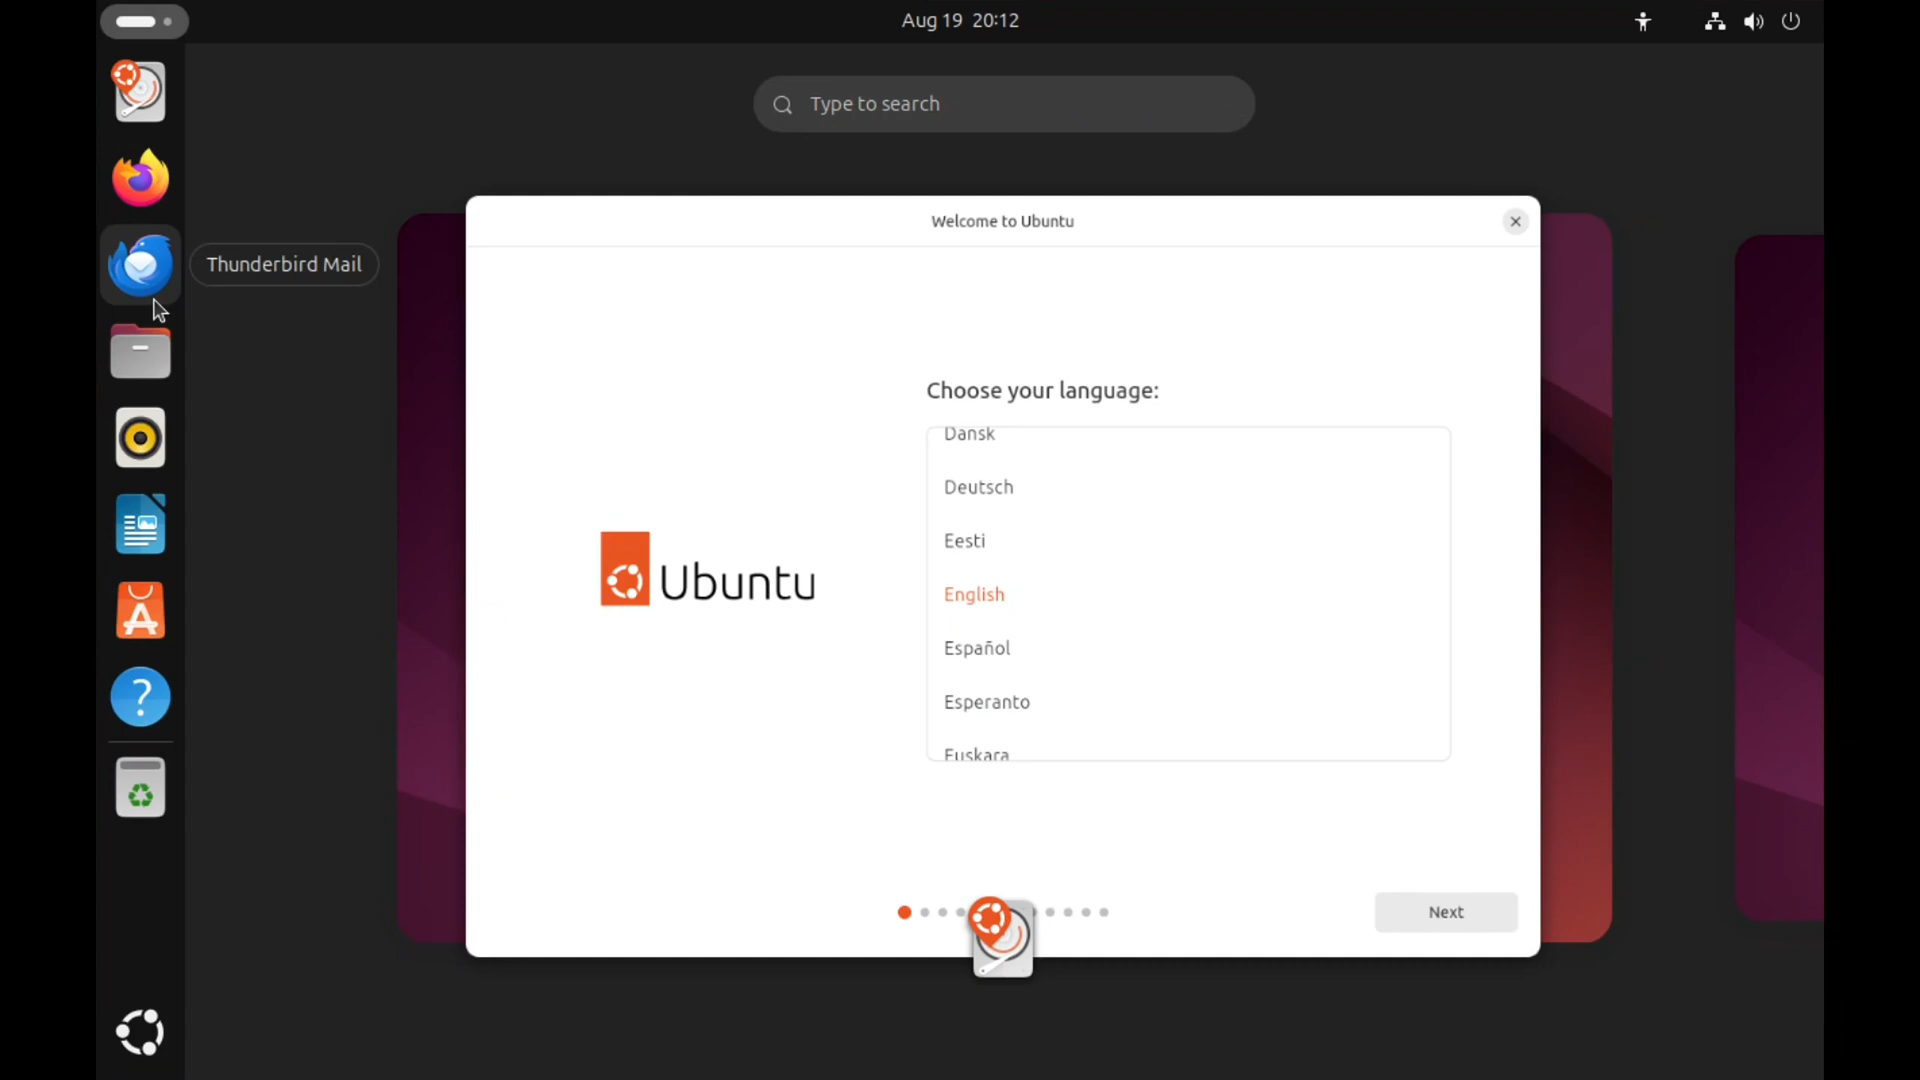 Aug 19 20:12
Type to search
Welcome to Ubuntu
Thunderbird Mail
Choose your language:
Dansk
Deutsch
Eesti
English
Español
Esperanto
Euskara
Ubuntu
Next